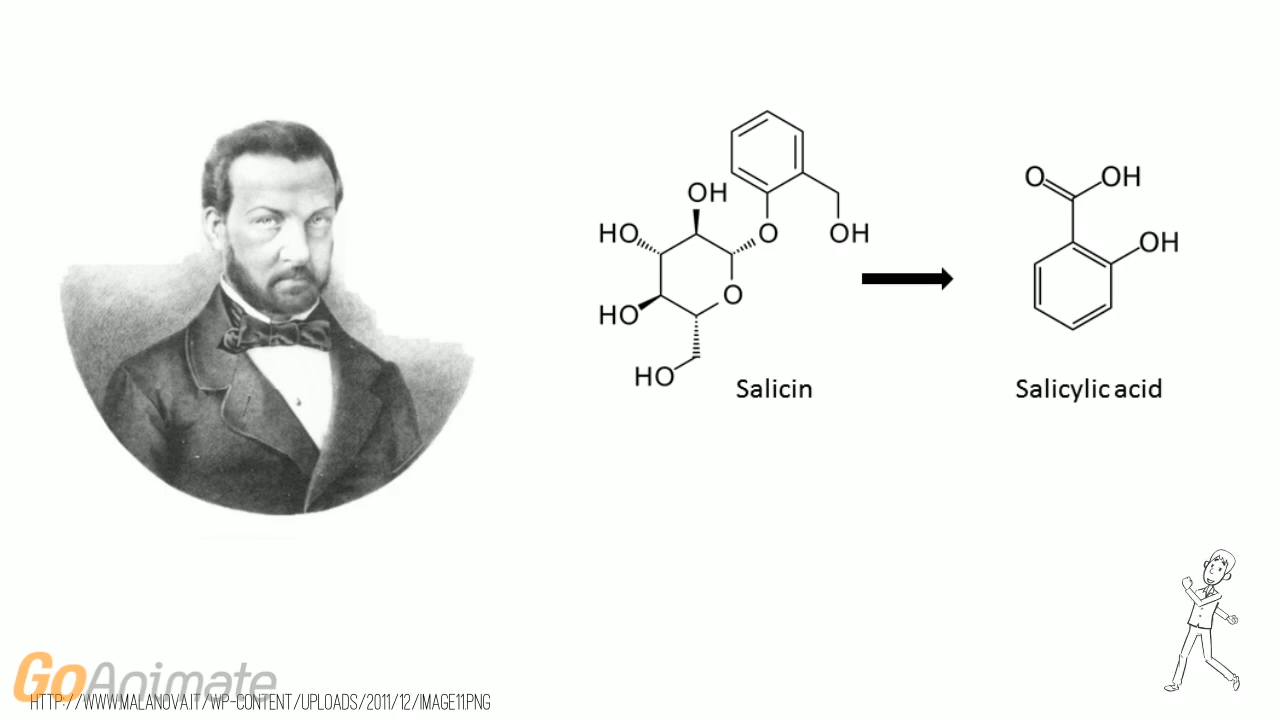 OH
HO
O
OH
HO
O
HO
Salicin
O
OH
OH
Salicylic acid
GoAnimate
HTTP://WWW.MALANOVA.IT/WP-CONTENT/UPLOADS/2011/12/IMAGE11.PNG